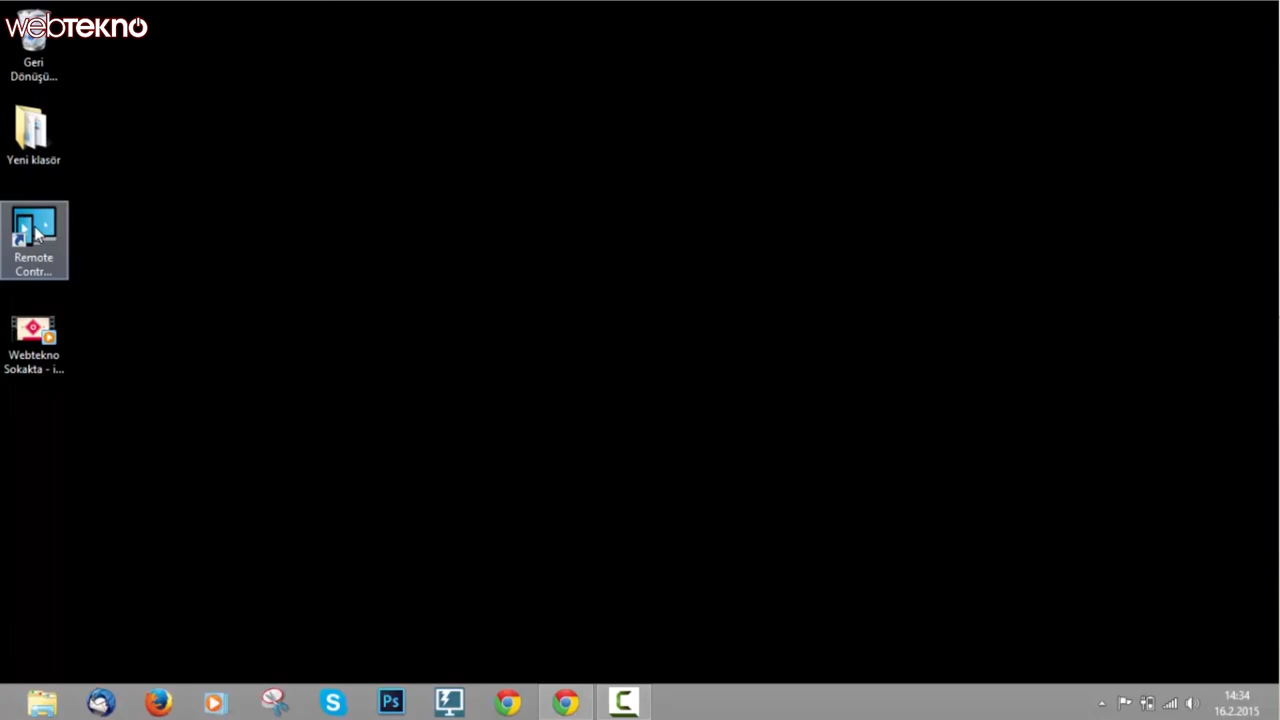 webTEKNO
Geri
Dönüşü...
Yeni klasör
Remote
Contr...
Webtekno
Sokakta - i...
Ps
14:34
16.2.2015